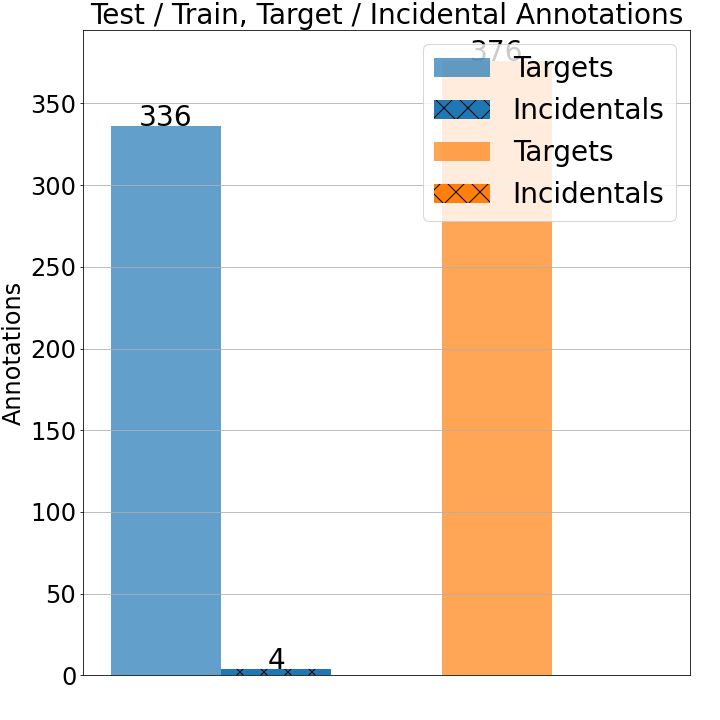 Test / Train, Target / Incidental Annotations
376
Targets
Incidentals
Targets
Incidentals
336
4
Annotations
350
300
250
200
150
100
50
0